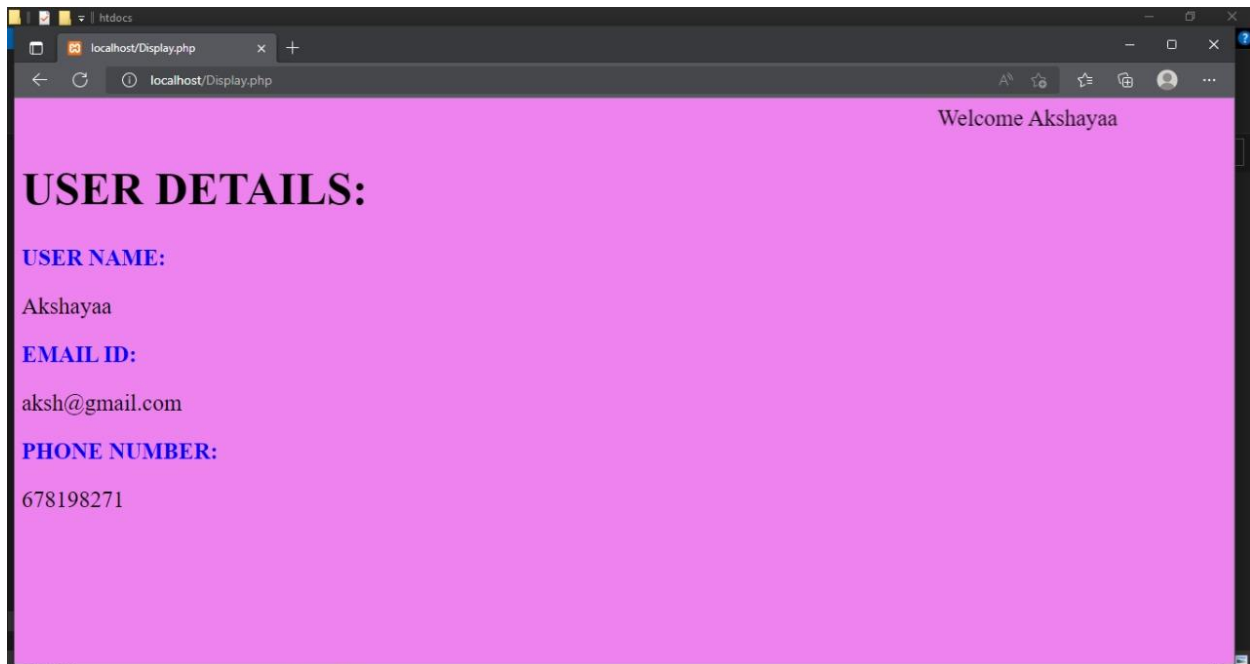 htdocs
localhost/Display.php
localhost/Display.php
Welcome Akshayaa
USER DETAILS:
USER NAME:
Akshayaa
EMAIL ID:
aksh@gmail.com
PHONE NUMBER:
678198271